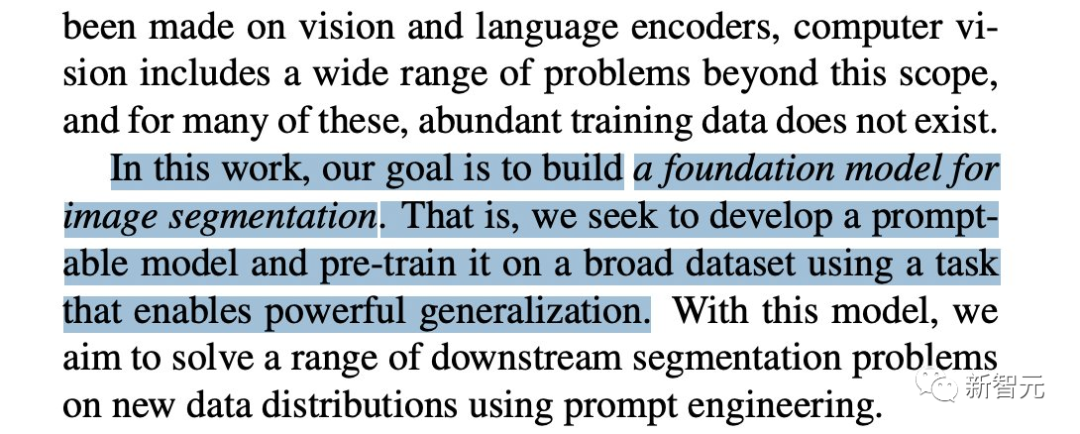 been made on vision and language encoders, computer vi-
sion includes a wide range of problems beyond this scope,
and for many of these, abundant training data does not exist.
In this work, our goal is to build a foundation model for
image segmentation. That is, we seek to develop a prompt-
able model and pre-train it on a broad dataset using a task
that enables powerful generalization. With this model, we
aim to solve a range of downstream segmentation problems
on new data distributions using prompt engineering.
新智元